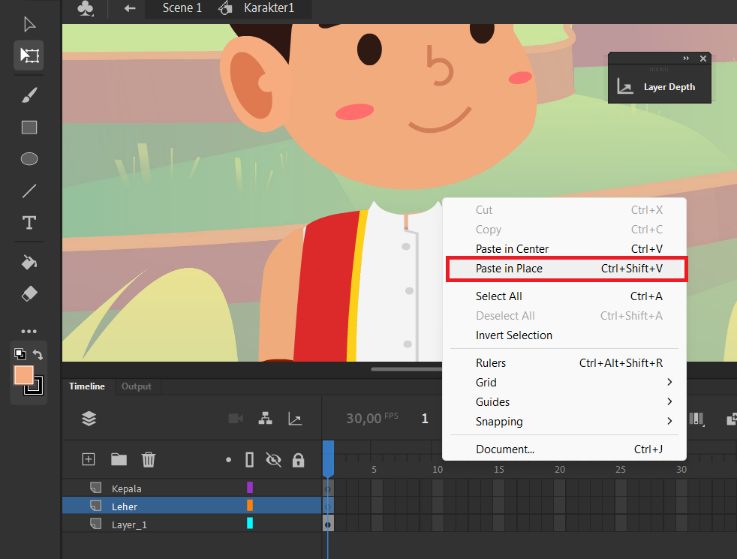 Scene 1 Karakter1
Layer Depth
Cut Ctrl+X
Copy Ctrl+C
Paste in Center Ctrl+V
Paste in Place Ctrl+Shift+V
Select All Ctrl+A
Deselect All Ctrl+Shift+A
Invert Selection
Rulers Ctrl+Alt+Shift+R
Grid
Guides
Snapping
Document... Ctrl+J
Timeline Output
30,00 FPS 1
5 10 15 20 25 30
Kepala
Leher
Layer_1